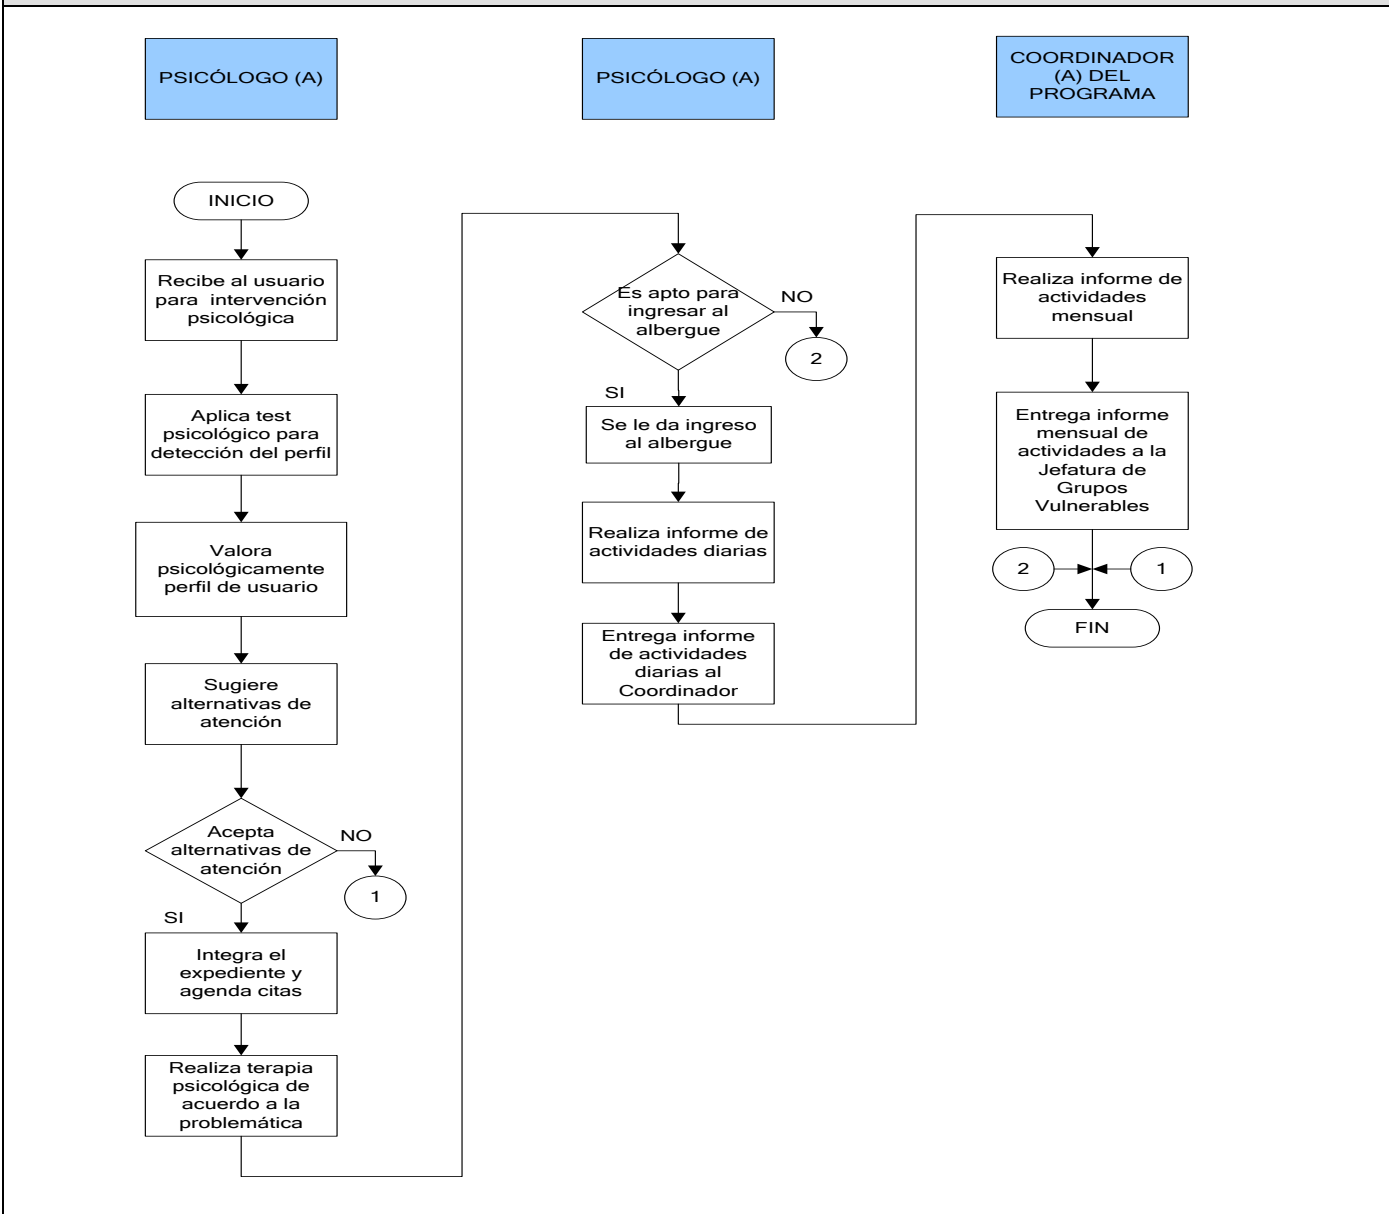 PSICÓLOGO (A)
INICIO
Recibe al usuario
para intervención
psicológica
Aplica test
psicológico para
detección del perfil
Valora
psicológicamente
perfil de usuario
Sugiere
alternativas de
atención
Acepta
alternativas de
atención
NO
1
SI
Integra el
expediente y
agenda citas
Realiza terapia
psicológica de
acuerdo a la
problemática
PSICÓLOGO (A)
Es apto para
ingresar al
albergue
NO
2
SI
Se le da ingreso
al albergue
Realiza informe de
actividades diarias
Entrega informe
de actividades
diarias al
Coordinador
COORDINADOR
(A) DEL
PROGRAMA
Realiza informe de
actividades
mensual
Entrega informe
mensual de
actividades a la
Jefatura de
Grupos
Vulnerables
2
1
FIN